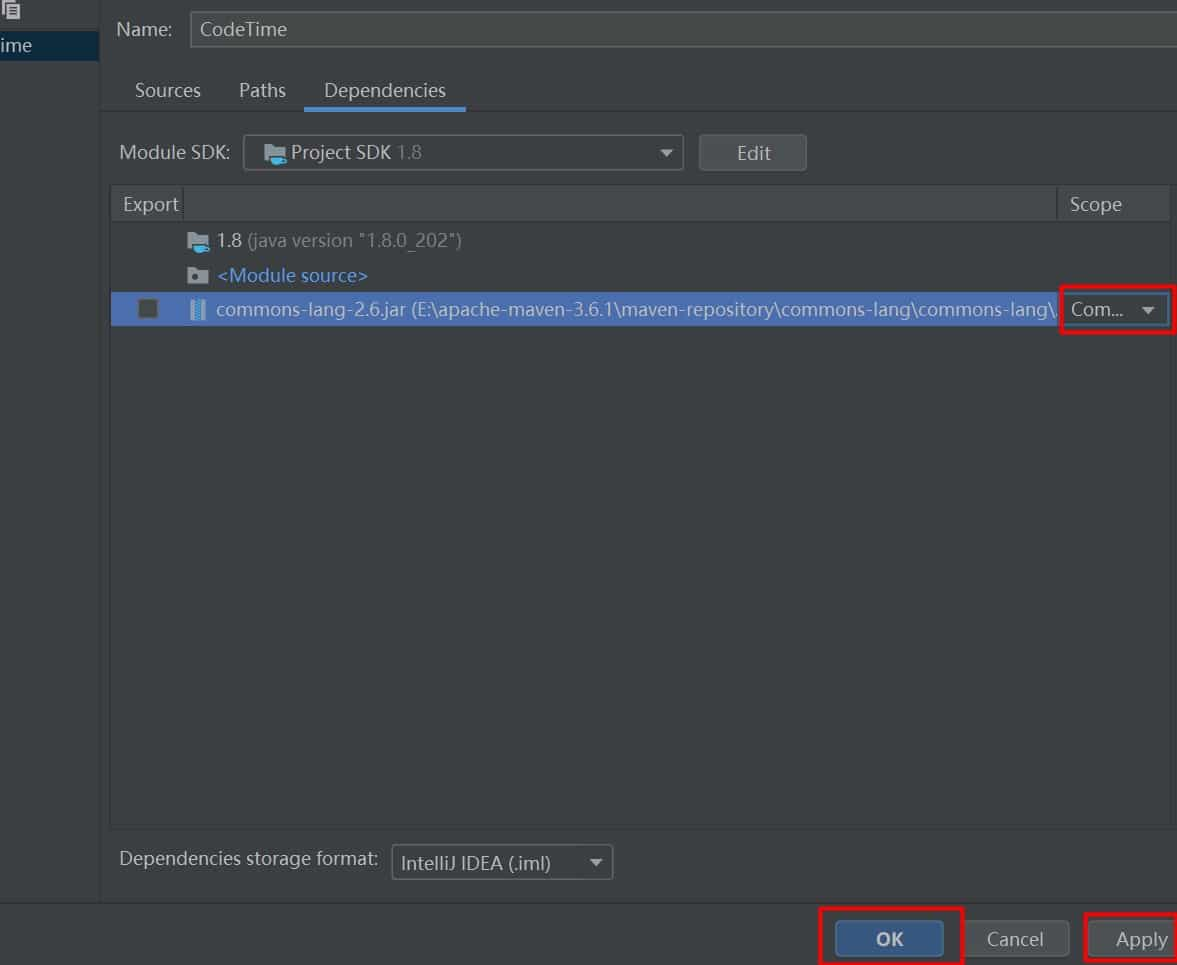 Name: CodeTime
ime
Sources Paths Dependencies
Module SDK: Project SDK 1.8 Edit
Export Scope
1.8 (java version "1.8.0_202")
<Module source>
commons-lang-2.6.jar (E:\apache-maven-3.6.1\maven-repository\commons-lang\commons-lang\. Com...
Dependencies storage format: IntelliJ IDEA (.iml)
OK Cancel Apply